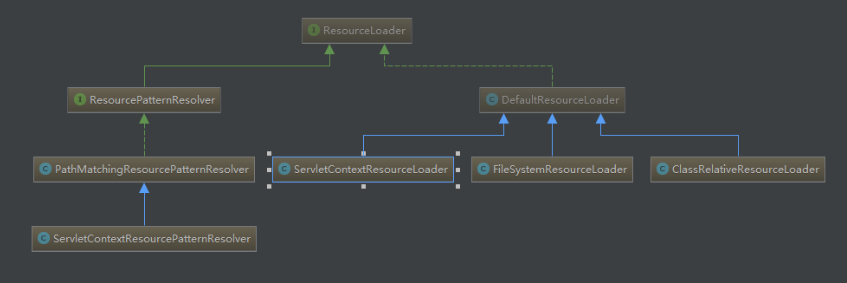 I ResourceLoader
I ResourcePatternResolver
C DefaultResourceLoader
C PathMatchingResourcePatternResolver
C ServletContextResourceLoader
C FileSystemResourceLoader
C ClassRelativeResourceLoader
C ServletContextResourcePatternResolver